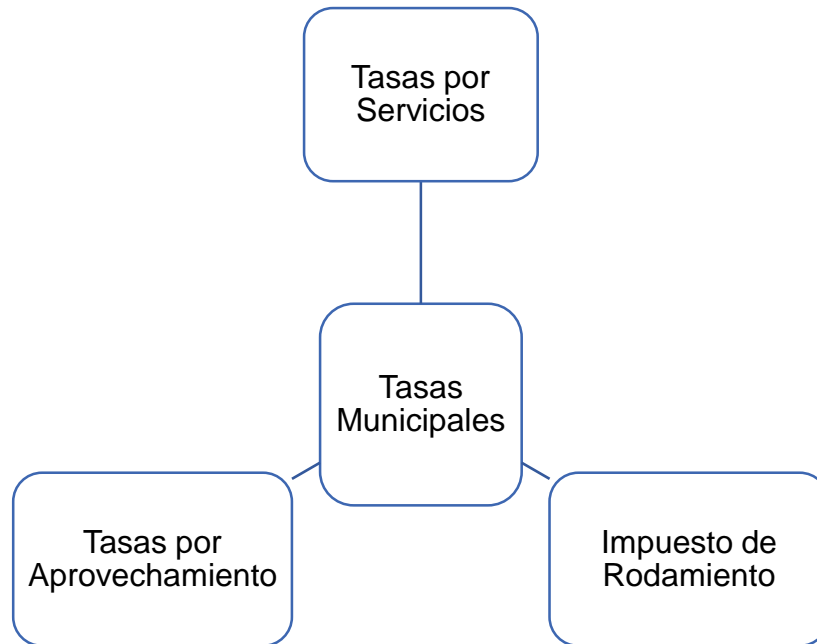 Tasas por
Servicios
Tasas
Municipales
Tasas por
Aprovechamiento
Impuesto de
Rodamiento